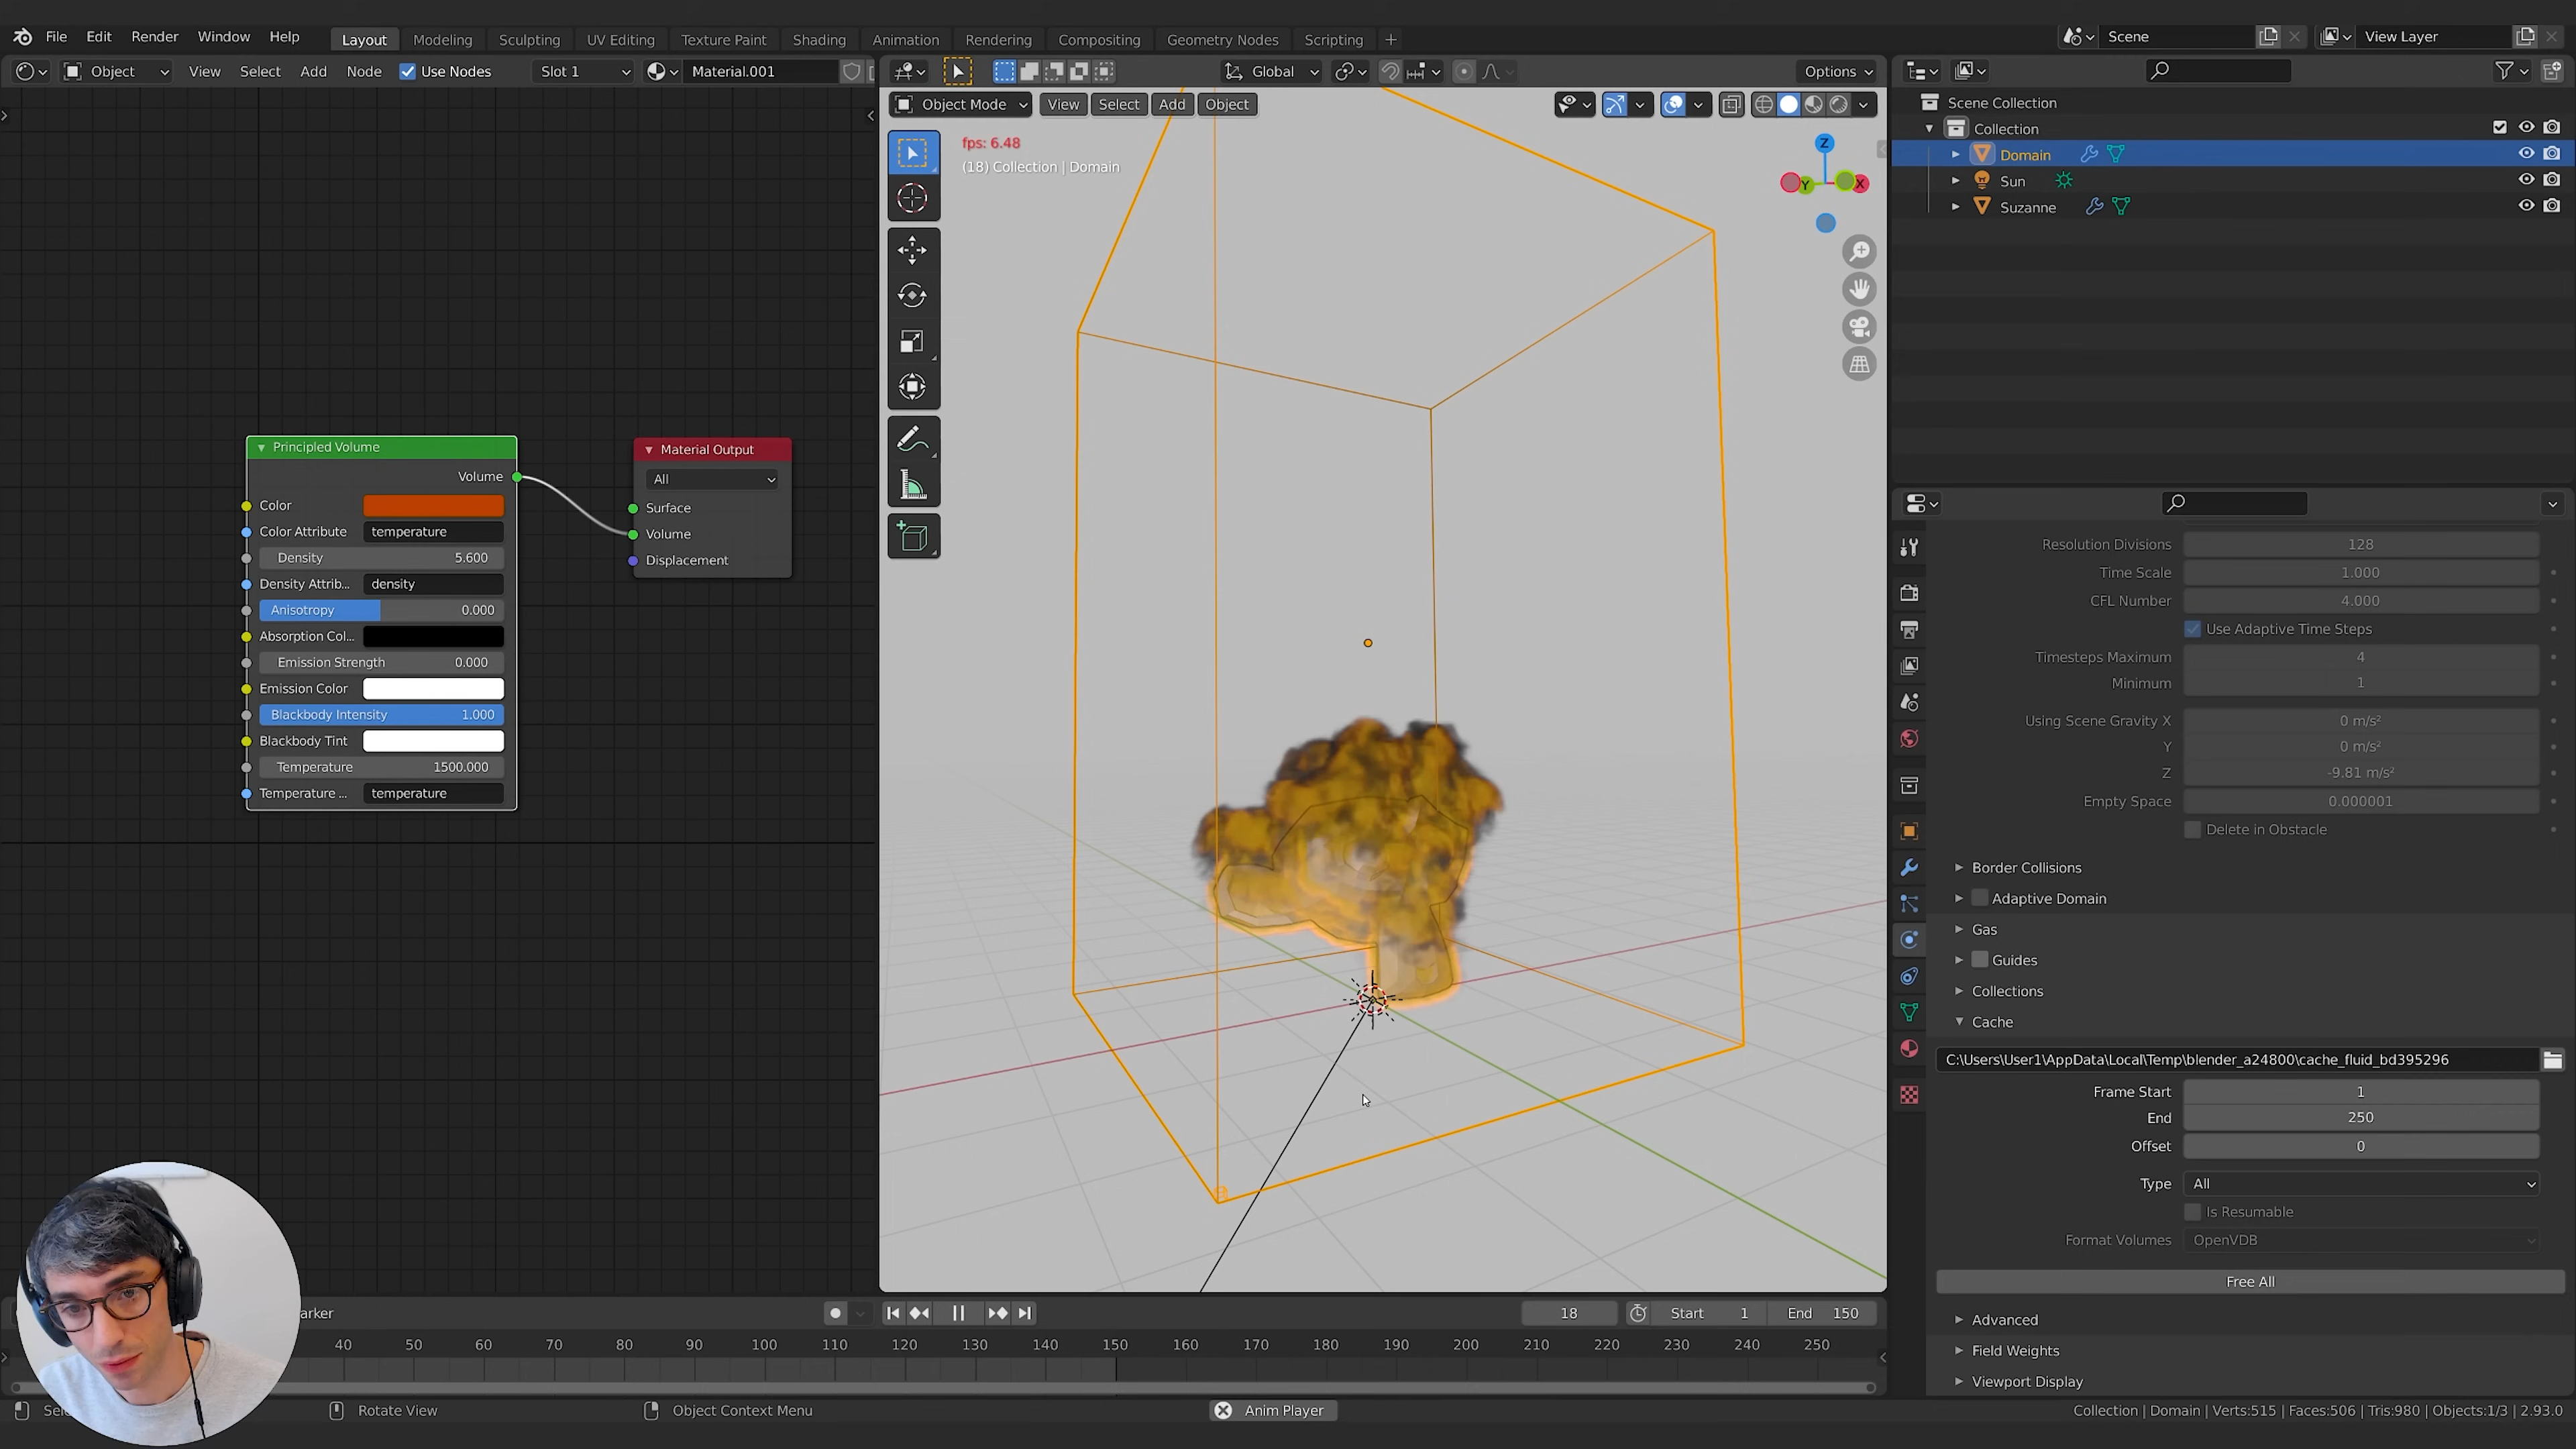 File Edit Render Window Help Layout Modeling Sculpting UV Editing Texture Paint Shading Animation Rendering Compositing Geometry Nodes Scripting + Scene View Layer
Object View Select Add Node Use Nodes Slot 1 Material.001
Global Options
Object Mode View Select Add Object
fps: 6.48
(18) Collection | Domain
Z
Y X
Principled Volume
Volume
Color
Color Attribute temperature
Density 5.600
Density Attrib... density
Anisotropy 0.000
Absorption Col...
Emission Strength 0.000
Emission Color
Blackbody Intensity 1.000
Blackbody Tint
Temperature 1500.000
Temperature ... temperature
Material Output
All
Surface
Volume
Displacement
Scene Collection
Collection
Domain
Sun
Suzanne
Resolution Divisions 128
Time Scale 1.000
CFL Number 4.000
Use Adaptive Time Steps
Timesteps Maximum 4
Minimum 1
Using Scene Gravity X 0 m/s²
Y 0 m/s²
Z -9.81 m/s²
Empty Space 0.000001
Delete in Obstacle
Border Collisions
Adaptive Domain
Gas
Guides
Collections
Cache
C:\Users\User1\AppData\Local\Temp\blender_a24800\cache_fluid_bd395296
Frame Start 1
End 250
Offset 0
Type All
Is Resumable
Format Volumes OpenVDB
Free All
Advanced
Field Weights
Viewport Display
arker 18 Start 1 End 150
40 50 60 70 80 90 100 110 120 130 140 150 160 170 180 190 200 210 220 230 240 250
Rotate View Object Context Menu Anim Player Collection | Domain | Verts:515 | Faces:506 | Tris:980 | Objects:1/3 | 2.93.0